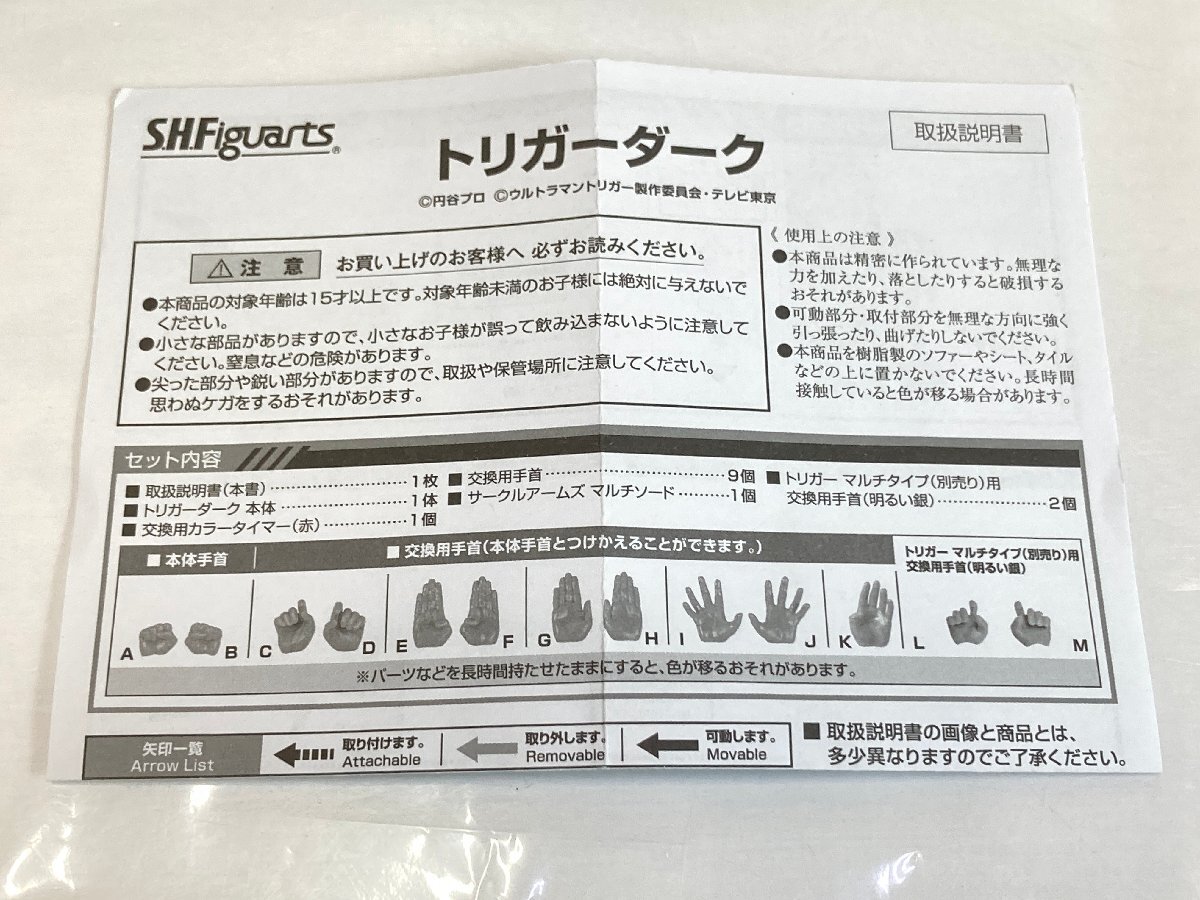 S.H.Figuarts®
トリガーダーク
取扱説明書
©円谷プロ ©ウルトラマントリガー製作委員会・テレビ東京
⚠注 意 お買い上げのお客様へ 必ずお読みください。
●本商品の対象年齢は15才以上です。対象年齢未満のお子様には絶対に与えないで
ください。
●小さな部品がありますので、小さなお子様が誤って飲み込まないように注意して
ください。窒息などの危険があります。
●尖った部分や鋭い部分がありますので、取扱や保管場所に注意してください。
思わぬケガをするおそれがあります。
《 使用上の注意 》
●本商品は精密に作られています。無理な
力を加えたり、落としたりすると破損する
おそれがあります。
●可動部分・取付部分を無理な方向に強く
引っ張ったり、曲げたりしないでください。
●本商品を樹脂製のソファーやシート、タイル
などの上に置かないでください。長時間
接触していると色が移る場合があります。
セット内容
■ 取扱説明書(本書)……………………1枚
■ トリガーダーク 本体……………………1体
■ 交換用カラータイマー(赤)……………1個
■ 交換用手首……………………………9個
■ サークルアームズ マルチソード………1個
■ トリガー マルチタイプ(別売り)用
交換用手首(明るい銀)………………2個
■ 本体手首
■ 交換用手首(本体手首とつけかえることができます。)
トリガー マルチタイプ(別売り)用
交換用手首(明るい銀)
A B C D E F G H I J K L M
※パーツなどを長時間持たせたままにすると、色が移るおそれがあります。
矢印一覧
Arrow List
取り付けます。
Attachable
取り外します。
Removable
可動します。
Movable
■ 取扱説明書の画像と商品とは、
多少異なりますのでご了承ください。